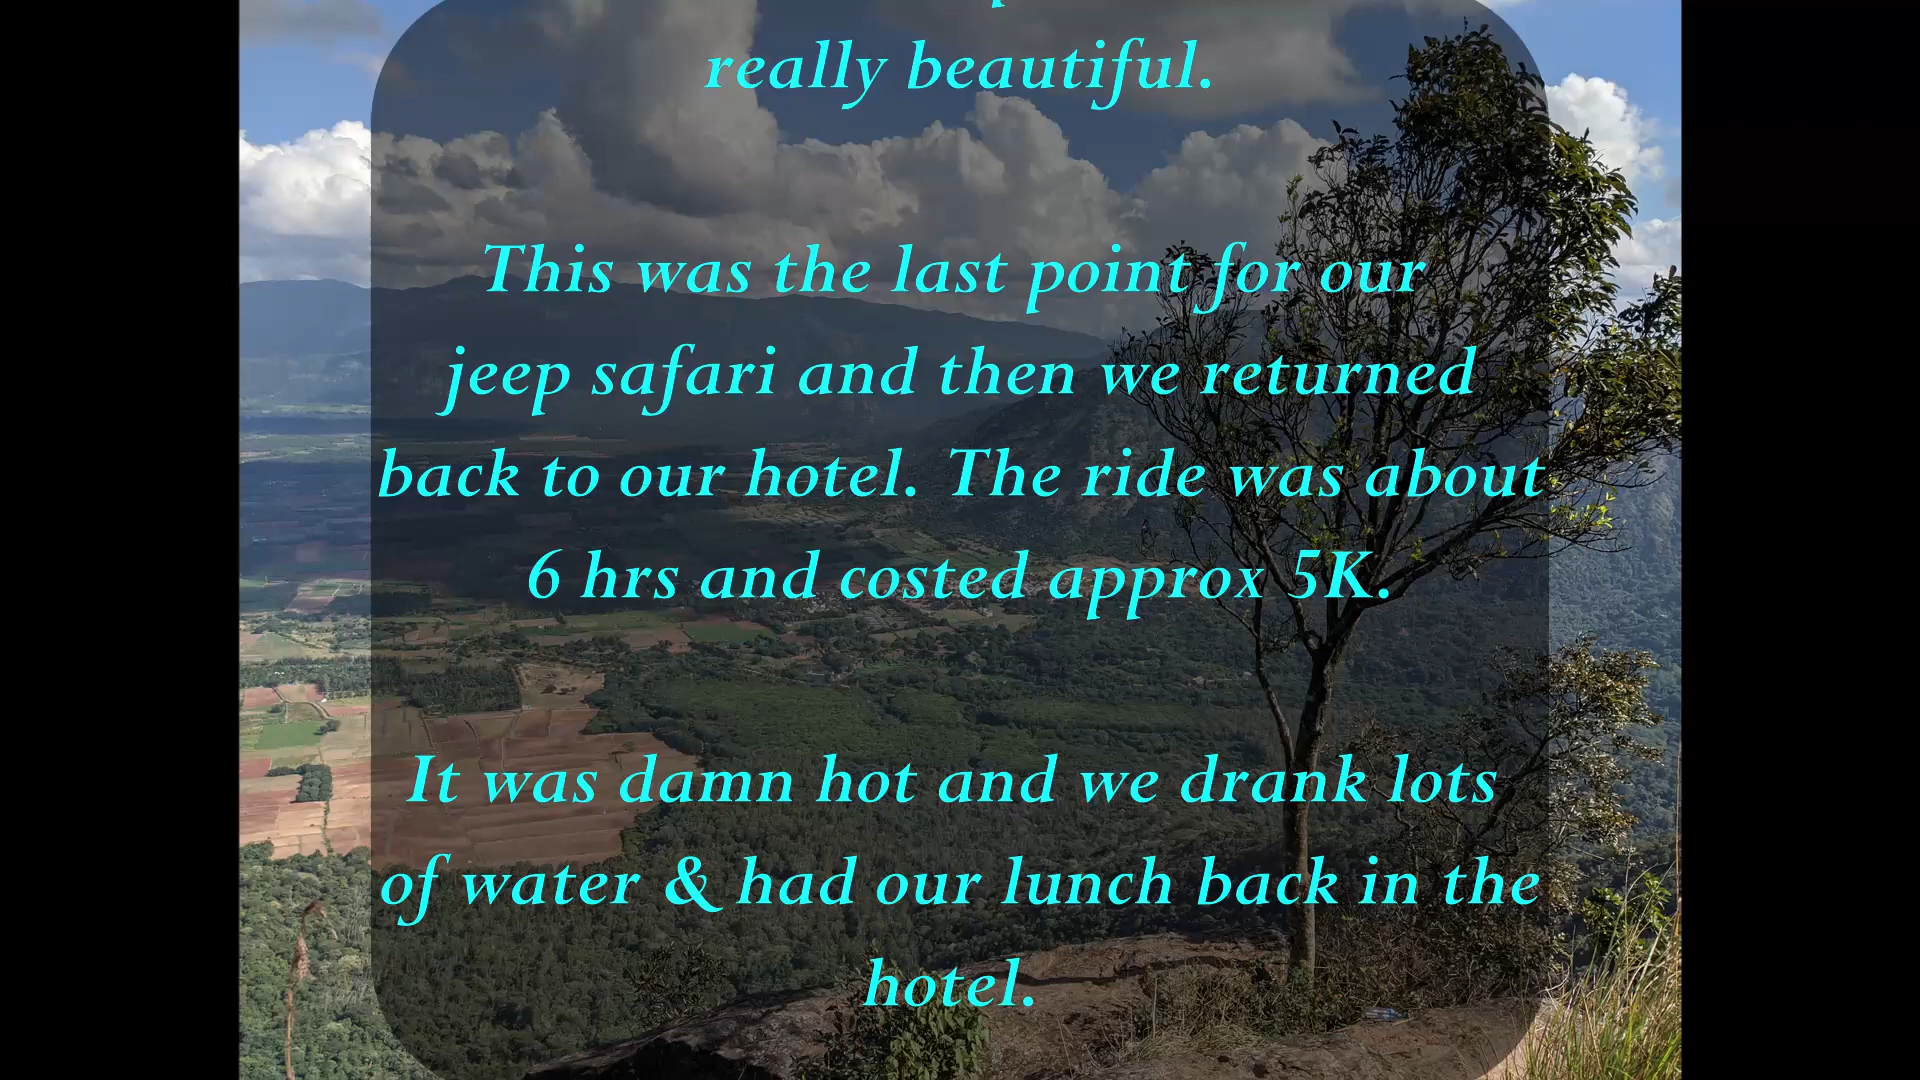 really beautiful.
This was the last point for our
jeep safari and then we returned
back to our hotel. The ride was about
6 hrs and costed approx 5K.
It was damn hot and we drank lots
of water & had our lunch back in the
hotel.